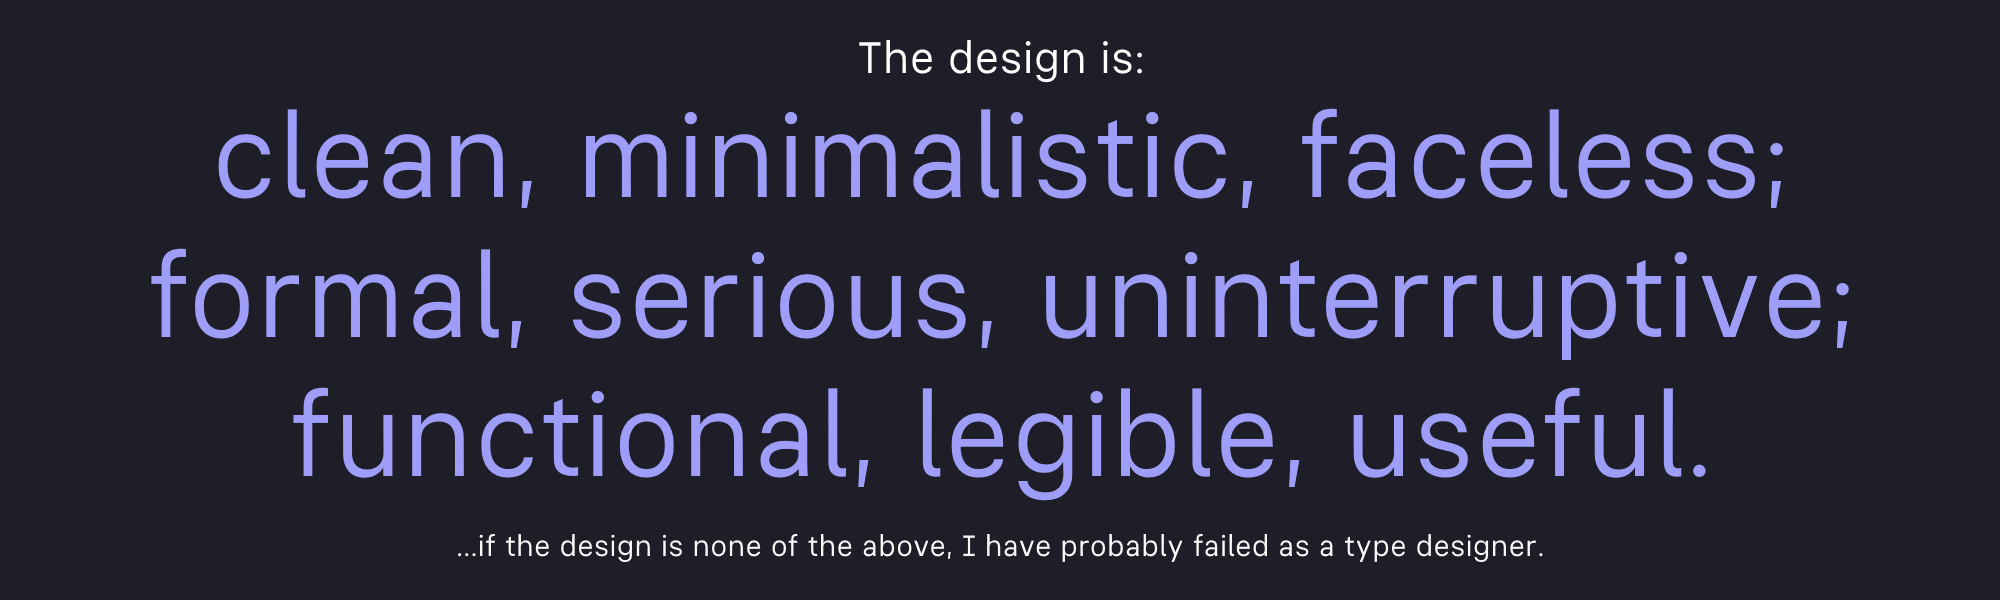 The design is:
clean, minimalistic, faceless;
formal, serious, uninterruptive;
functional, legible, useful.
...if the design is none of the above, I have probably failed as a type designer.